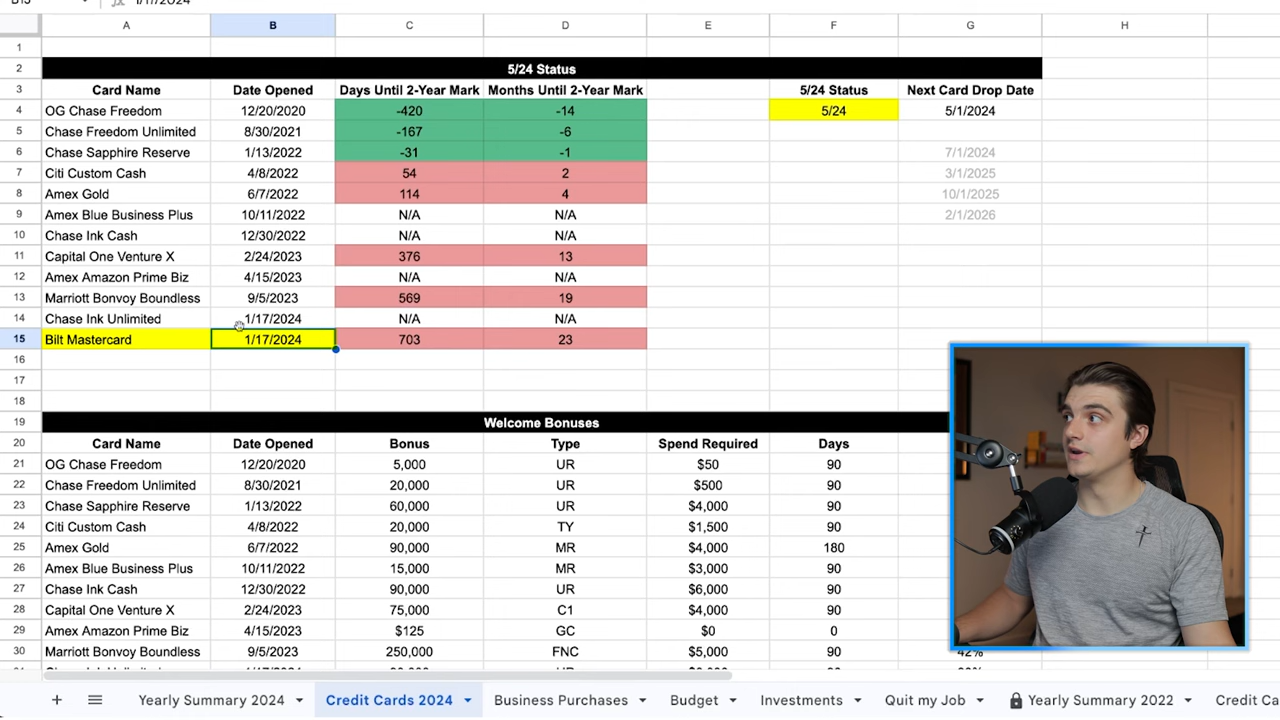 A B C D E F G H
1
2 5/24 Status
3 Card Name Date Opened Days Until 2-Year Mark Months Until 2-Year Mark 5/24 Status Next Card Drop Date
4 OG Chase Freedom 12/20/2020 -420 -14 5/24 5/1/2024
5 Chase Freedom Unlimited 8/30/2021 -167 -6
6 Chase Sapphire Reserve 1/13/2022 -31 -1 7/1/2024
7 Citi Custom Cash 4/8/2022 54 2 3/1/2025
8 Amex Gold 6/7/2022 114 4 10/1/2025
9 Amex Blue Business Plus 10/11/2022 N/A N/A 2/1/2026
10 Chase Ink Cash 12/30/2022 N/A N/A
11 Capital One Venture X 2/24/2023 376 13
12 Amex Amazon Prime Biz 4/15/2023 N/A N/A
13 Marriott Bonvoy Boundless 9/5/2023 569 19
14 Chase Ink Unlimited 1/17/2024 N/A N/A
15 Bilt Mastercard 1/17/2024 703 23
16
17
18
19 Welcome Bonuses
20 Card Name Date Opened Bonus Type Spend Required Days
21 OG Chase Freedom 12/20/2020 5,000 UR $50 90
22 Chase Freedom Unlimited 8/30/2021 20,000 UR $500 90
23 Chase Sapphire Reserve 1/13/2022 60,000 UR $4,000 90
24 Citi Custom Cash 4/8/2022 20,000 TY $1,500 90
25 Amex Gold 6/7/2022 90,000 MR $4,000 180
26 Amex Blue Business Plus 10/11/2022 15,000 MR $3,000 90
27 Chase Ink Cash 12/30/2022 90,000 UR $6,000 90
28 Capital One Venture X 2/24/2023 75,000 C1 $4,000 90
29 Amex Amazon Prime Biz 4/15/2023 $125 GC $0 0
30 Marriott Bonvoy Boundless 9/5/2023 250,000 FNC $5,000 90 42%
Yearly Summary 2024 Credit Cards 2024 Business Purchases Budget Investments Quit my Job Yearly Summary 2022 Credit Ca